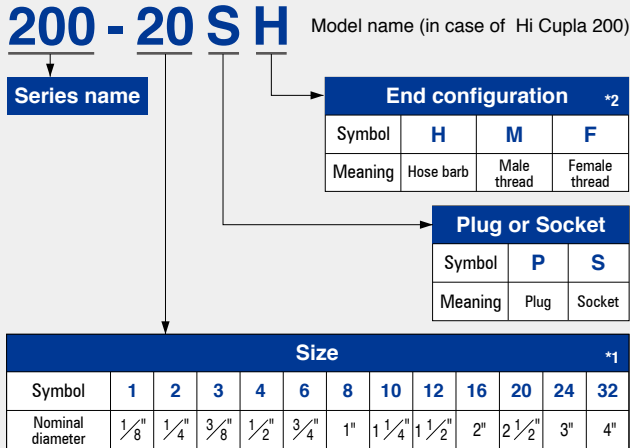 200 - 20 S H Model name (in case of Hi Cupla 200)
Series name
End configuration *2
Symbol H M F
Meaning Hose barb Male thread Female thread
Plug or Socket
Symbol P S
Meaning Plug Socket
Size *1
Symbol 1 2 3 4 6 8 10 12 16 20 24 32
Nominal diameter 1/8" 1/4" 3/8" 1/2" 3/4" 1" 1 1/4" 1 1/2" 2" 2 1/2" 3" 4"